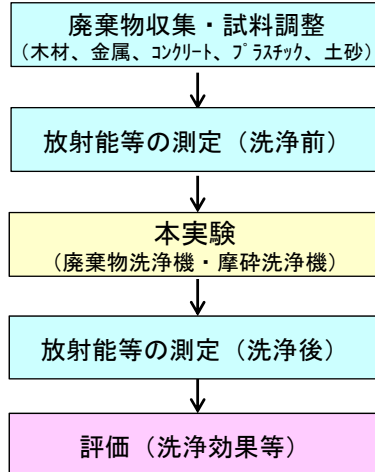 廃棄物収集・試料調整
（木材、金属、ｺﾝｸﾘｰﾄ、ﾌﾟﾗｽﾁｯｸ、土砂）
放射能等の測定（洗浄前）
本実験
（廃棄物洗浄機・摩砕洗浄機）
放射能等の測定（洗浄後）
評価（洗浄効果等）